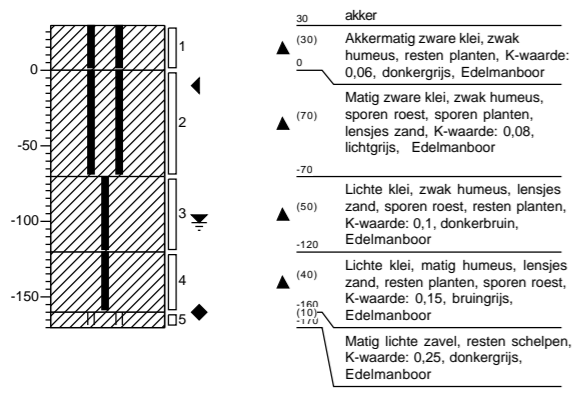 30 akker
(30) Akkermatig zware klei, zwak
humeus, resten planten, K-waarde:
0,06, donkergrijs, Edelmanboor
0
(70) Matig zware klei, zwak humeus,
sporen roest, sporen planten,
lensjes zand, K-waarde: 0,08,
lichtgrijs, Edelmanboor
-70
(50) Lichte klei, zwak humeus, lensjes
zand, sporen roest, resten planten,
K-waarde: 0,1, donkerbruin,
Edelmanboor
-120
(40) Lichte klei, matig humeus, lensjes
zand, resten planten, sporen roest,
K-waarde: 0,15, bruingrijs,
Edelmanboor
-160
(10)
-170
Matig lichte zavel, resten schelpen,
K-waarde: 0,25, donkergrijs,
Edelmanboor
0
-50
-100
-150
1
2
3
4
5